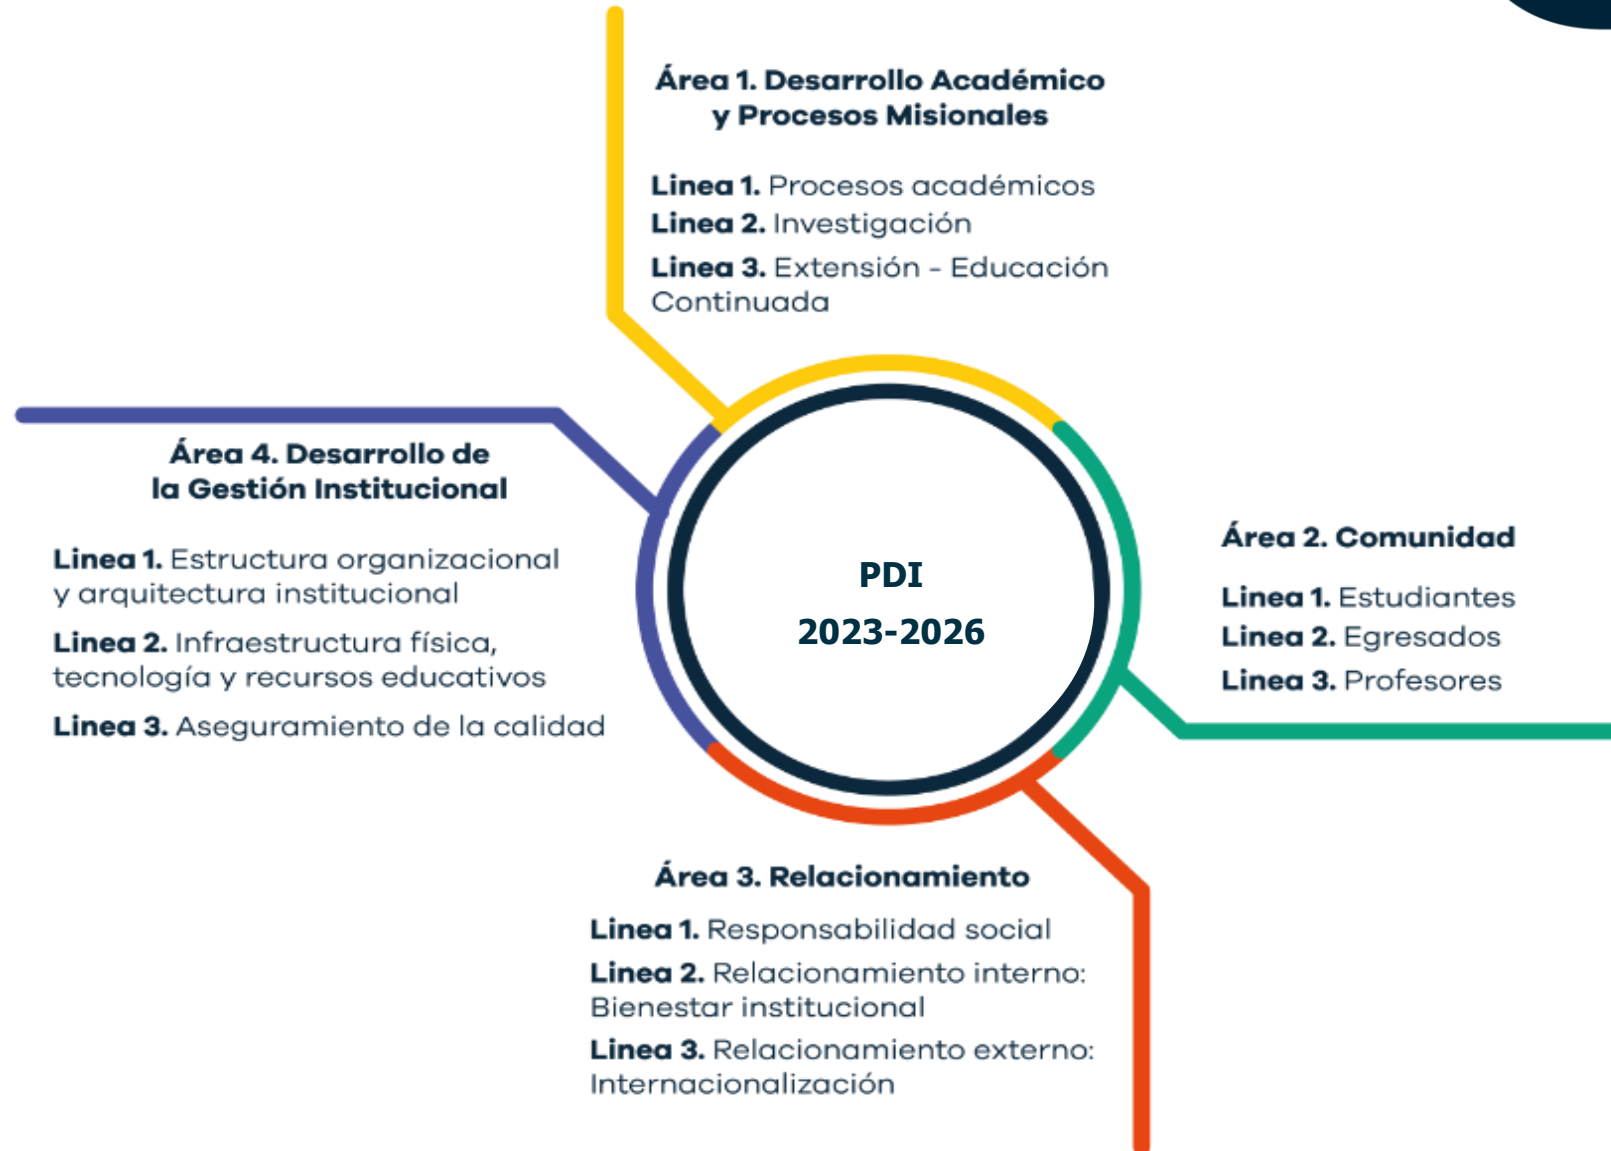 Área 1. Desarrollo Académico
y Procesos Misionales
Linea 1. Procesos académicos
Linea 2. Investigación
Linea 3. Extensión - Educación
Continuada
Área 4. Desarrollo de
la Gestión Institucional
Linea 1. Estructura organizacional
y arquitectura institucional
Linea 2. Infraestructura física,
tecnología y recursos educativos
Linea 3. Aseguramiento de la calidad
PDI
2023-2026
Área 2. Comunidad
Linea 1. Estudiantes
Linea 2. Egresados
Linea 3. Profesores
Área 3. Relacionamiento
Linea 1. Responsabilidad social
Linea 2. Relacionamiento interno:
Bienestar institucional
Linea 3. Relacionamiento externo:
Internacionalización